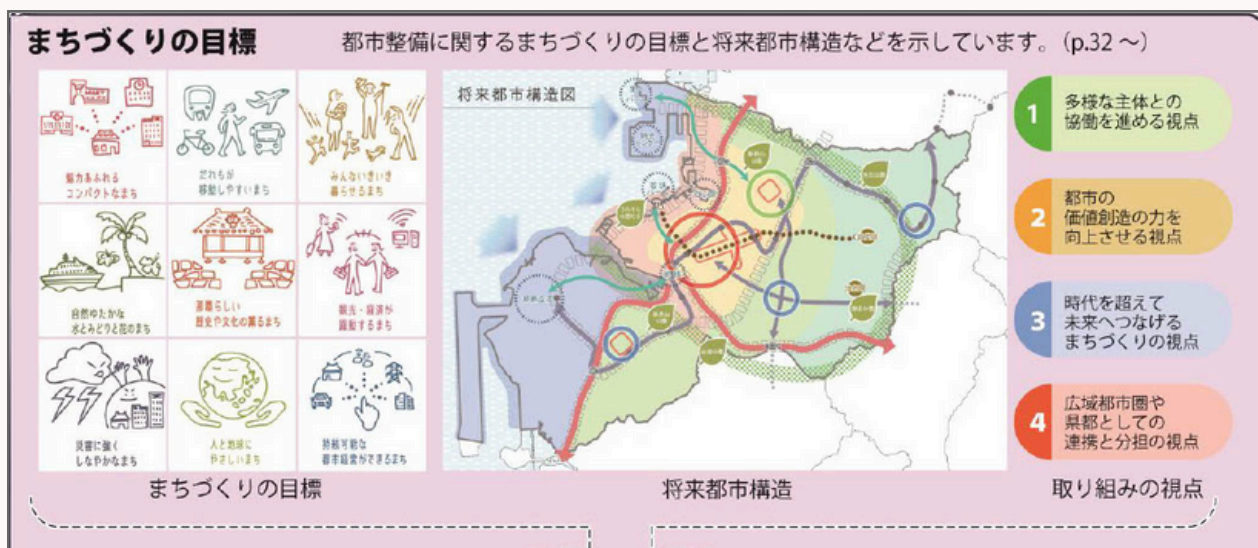 まちづくりの目標
都市整備に関するまちづくりの目標と将来都市構造などを示しています。(p.32 ~)
魅力あふれる
コンパクトなまち
だれもが
移動しやすいまち
みんないきいき
暮らせるまち
自然ゆたかな
水とみどりと花のまち
那覇らしい
歴史や文化の薫るまち
観光・経済が
躍動するまち
災害に強く
しなやかなまち
人と地球に
やさしいまち
持続可能な
都市経営ができるまち
まちづくりの目標
将来都市構造図
将来都市構造
1
多様な主体との
協働を進める視点
2
都市の
価値創造の力を
向上させる視点
3
時代を超えて
未来へつなげる
まちづくりの視点
4
広域都市圏や
県都としての
連携と分担の視点
取り組みの視点